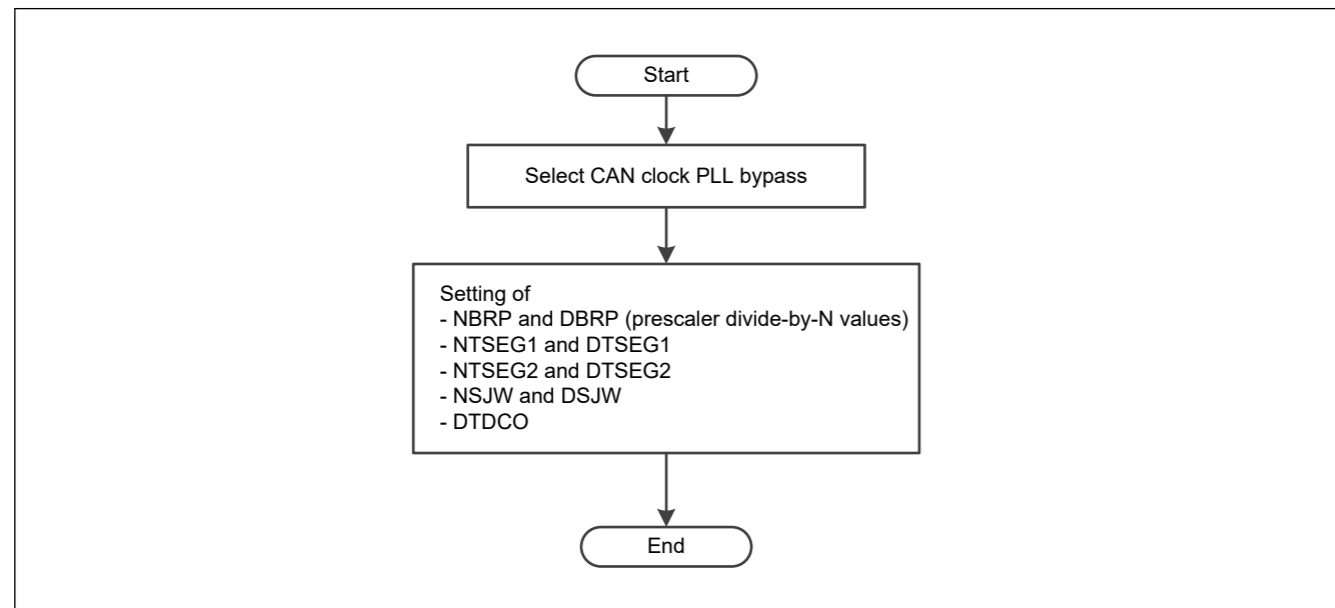 Start
Select CAN clock PLL bypass
Setting of
- NBRP and DBRP (prescaler divide-by-N values)
- NTSEG1 and DTSEG1
- NTSEG2 and DTSEG2
- NSJW and DSJW
- DTDCO
End